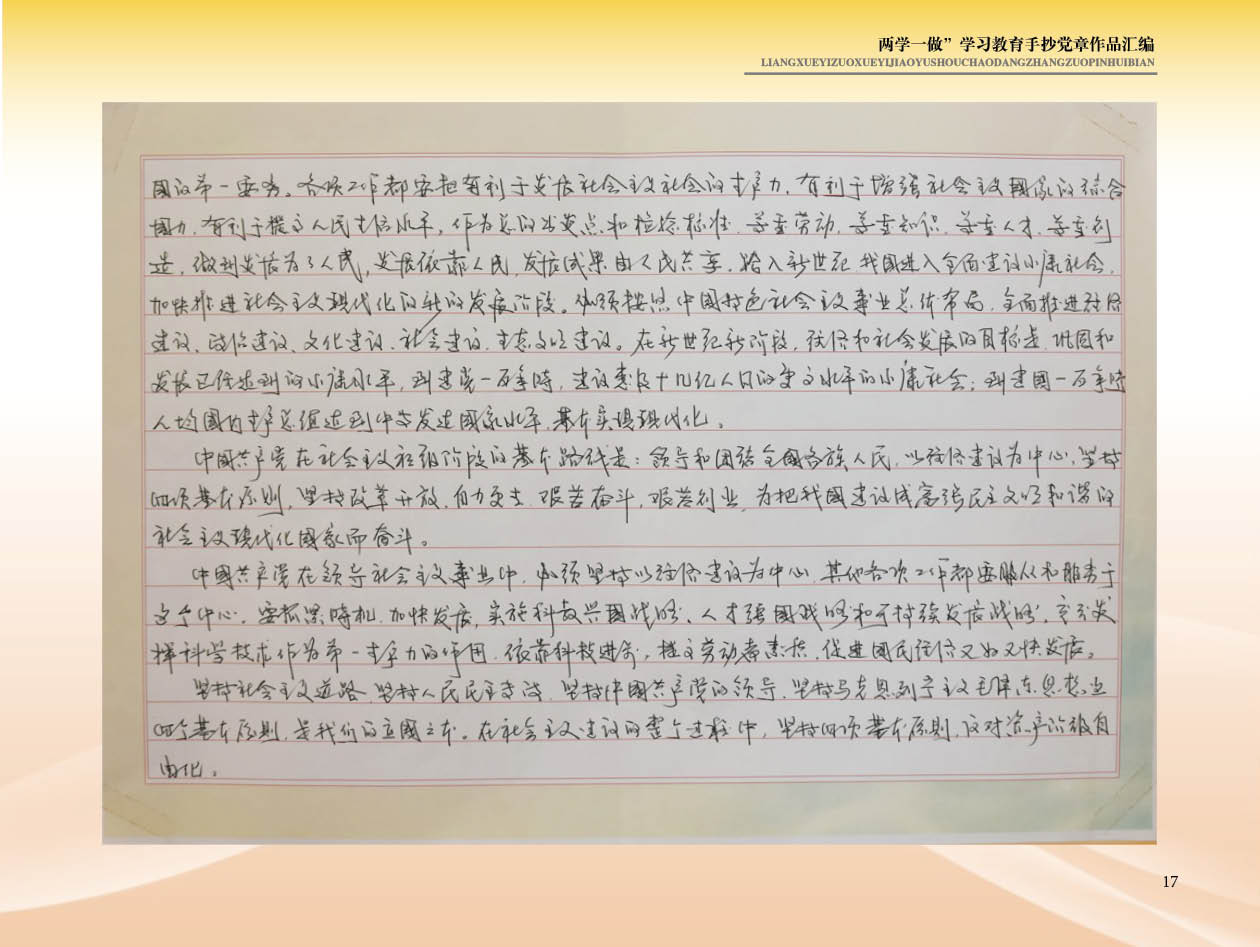 两学一做”学习教育手抄党章作品汇编
LIANGXUEYIZUOXUEYIJIAOYUSHOUCHAODANGZHANGZUOPINHUIBIAN
国的第一要务。各项工作都要把有利于发展社会主义社会的生产力，有利于增强社会主义國家的综合
國力，有利于提高人民生活水平，作为总的出发点和检验标准，尊重劳动，尊重知识，尊重人才，尊重创
造，做到发展为了人民，发展依靠人民，发展成果由人民共享。跨入新世纪，我國进入全面建设小康社会，
加快推进社会主义现代化的新的发展阶段。必须按照中国特色社会主义事业总体布局，全面推进经济
建设、政治建设、文化建设、社会建设、生态文明建设。在新世纪新阶段，经济和社会发展的目标是，巩固和
发展已经达到的小康水平，到建党一百年时，建设惠及十几亿人口的更高水平的小康社会；到建國一百年时
人均國内生产总值达到中等发达國家水平，基本实现现代化。
中國共产党在社会主义初级阶段的基本路线是：领导和团结全國各族人民，以经济建设为中心，坚持
四项基本原则，坚持改革开放，自力更生，艰苦奋斗，艰苦创业，为把我國建设成富强民主文明和谐的
社会主义现代化國家而奋斗。
中國共产党在领导社会主义事业中，必须坚持以经济建设为中心，其他各项工作都要服从和服务于
这个中心。要抓紧時机，加快发展，实施科教兴國战略、人才强國战略和可持续发展战略，充分发
挥科学技术作为第一生产力的作用，依靠科技进步，提高劳动者素质，促进國民经济又好又快发展。
坚持社会主义道路、坚持人民民主专政、坚持中國共产党的领导、坚持马克思列宁主义毛泽东思想这
四个基本原则，是我们的立國之本。在社会主义建设的整个过程中，坚持四项基本原则，反对资产阶级自
由化。
17